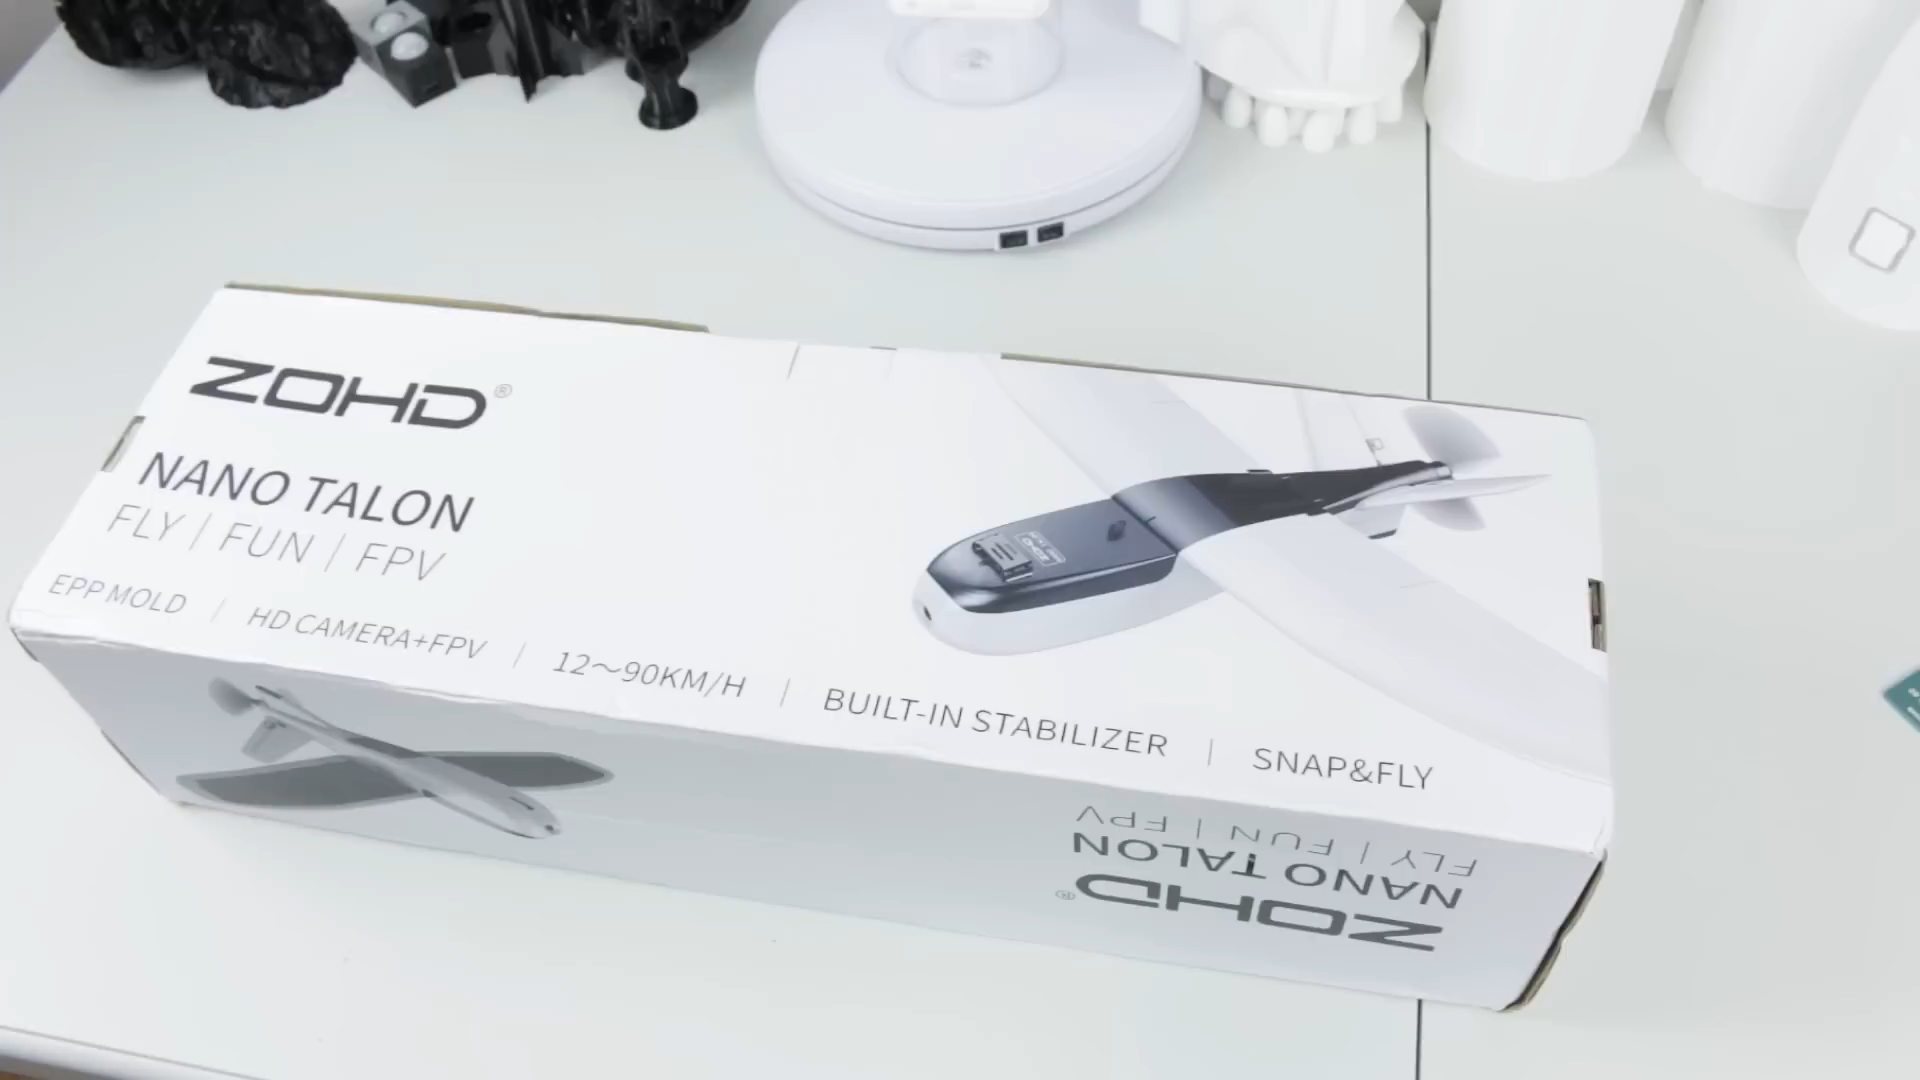 ZOHD®
NANO TALON
FLY | FUN | FPV
EPP MOLD / HD CAMERA+FPV | 12～90KM/H | BUILT-IN STABILIZER | SNAP&FLY
ZOHD
ZOHD®
NANO TALON
FLY | FUN | FPV